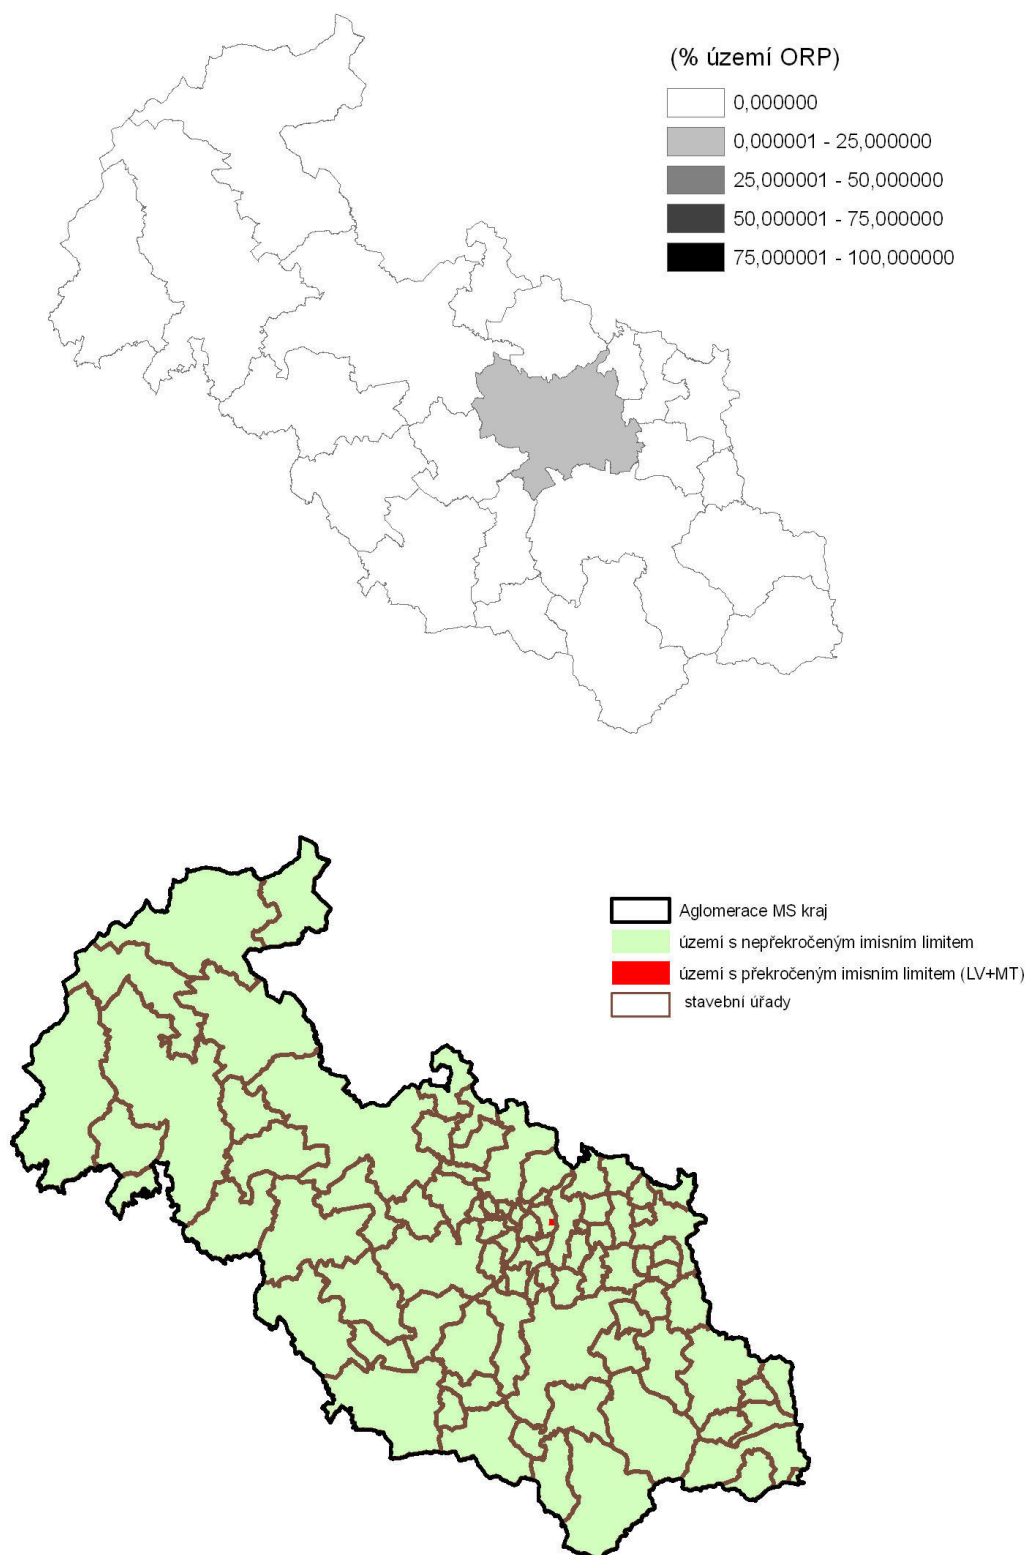 (% území ORP)
0,000000
0,000001 - 25,000000
25,000001 - 50,000000
50,000001 - 75,000000
75,000001 - 100,000000
Aglomerace MS kraj
území s nepřekročeným imisním limitem
území s překročeným imisním limitem (LV+MT)
stavební úřady